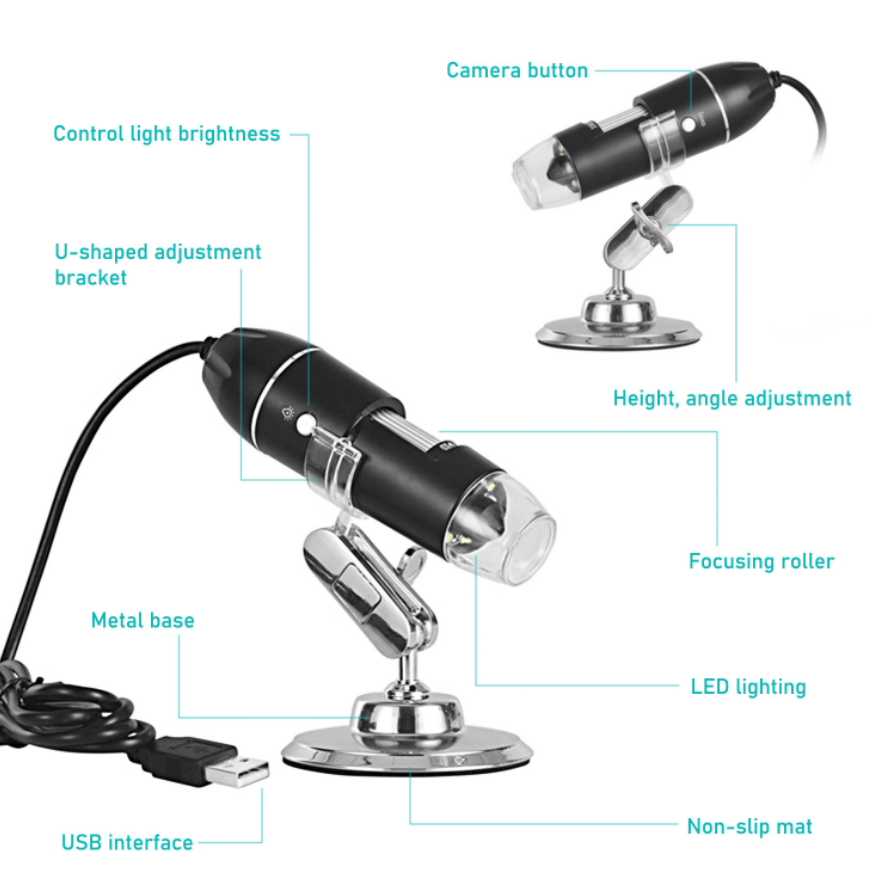 Camera button
Control light brightness
U-shaped adjustment
bracket
Height, angle adjustment
Focusing roller
Metal base
LED lighting
Non-slip mat
USB interface